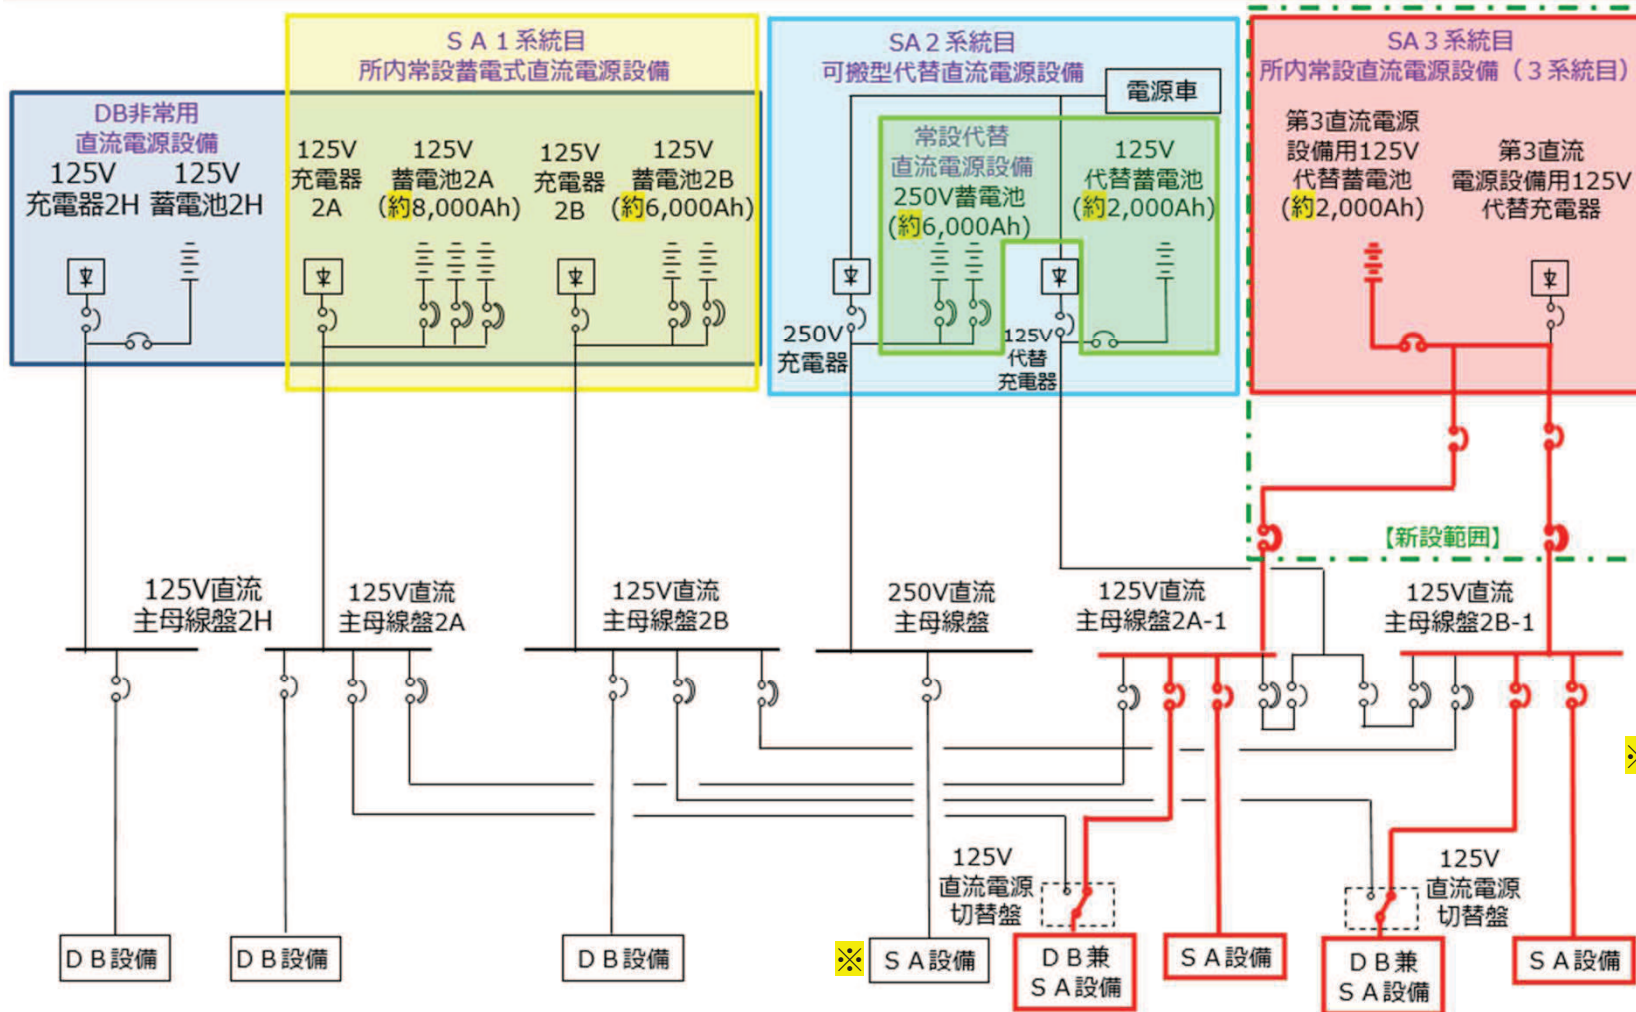 ＳＡ１系統目
所内常設蓄電式直流電源設備
SA２系統目
可搬型代替直流電源設備
SA３系統目
所内常設直流電源設備（３系統目）
DB非常用
直流電源設備
125V
充電器2H
125V
蓄電池2H
125V
充電器
2A
125V
蓄電池2A
(約8,000Ah)
125V
充電器
2B
125V
蓄電池2B
(約6,000Ah)
電源車
常設代替
直流電源設備
250V蓄電池
(約6,000Ah)
125V
代替蓄電池
(約2,000Ah)
第3直流電源
設備用125V
代替蓄電池
(約2,000Ah)
第3直流
電源設備用125V
代替充電器
250V
充電器
125V
代替
充電器
【新設範囲】
125V直流
主母線盤2H
125V直流
主母線盤2A
125V直流
主母線盤2B
250V直流
主母線盤
125V直流
主母線盤2A-1
125V直流
主母線盤2B-1
※
125V
直流電源
切替盤
125V
直流電源
切替盤
ＤＢ設備
ＤＢ設備
ＤＢ設備
※
ＳＡ設備
ＤＢ兼
ＳＡ設備
ＳＡ設備
ＤＢ兼
ＳＡ設備
ＳＡ設備